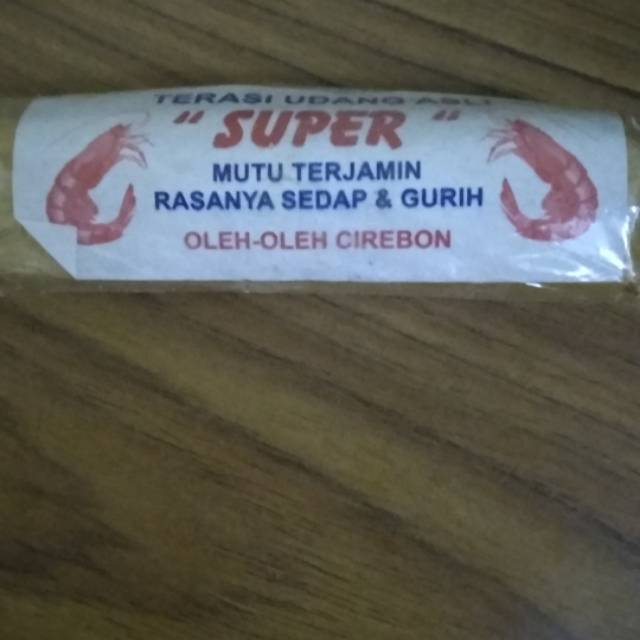 TERASI UDANG ASLI
" SUPER "
MUTU TERJAMIN
RASANYA SEDAP & GURIH
OLEH-OLEH CIREBON